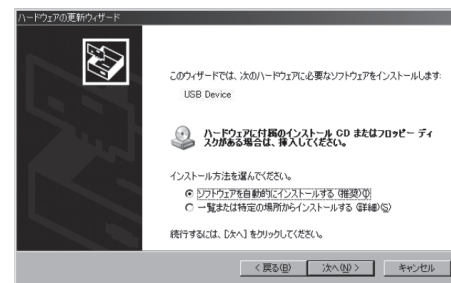 ハードウェアの更新ウィザード
このウィザードでは、次のハードウェアに必要なソフトウェアをインストールします:
USB Device
ハードウェアに付属のインストール CD またはフロッピー ディ
スクがある場合は、挿入してください。
インストール方法を選んでください。
ソフトウェアを自動的にインストールする (推奨)(I)
一覧または特定の場所からインストールする (詳細)(S)
続行するには、[次へ] をクリックしてください。
< 戻る(B) 次へ(N) > キャンセル